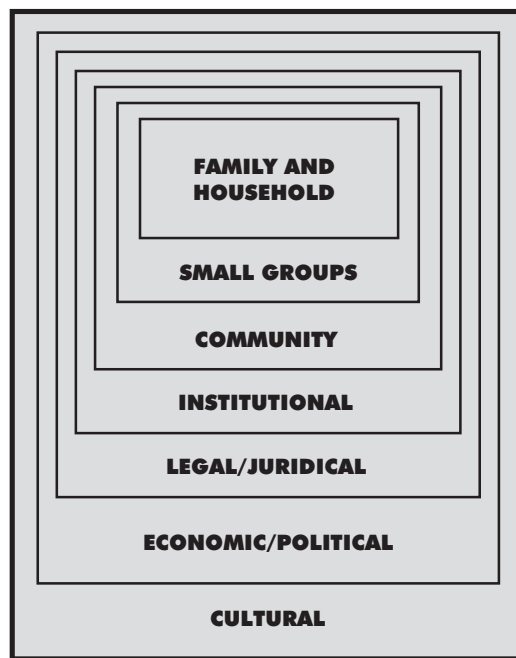 FAMILY AND
HOUSEHOLD
SMALL GROUPS
COMMUNITY
INSTITUTIONAL
LEGAL/JURIDICAL
ECONOMIC/POLITICAL
CULTURAL